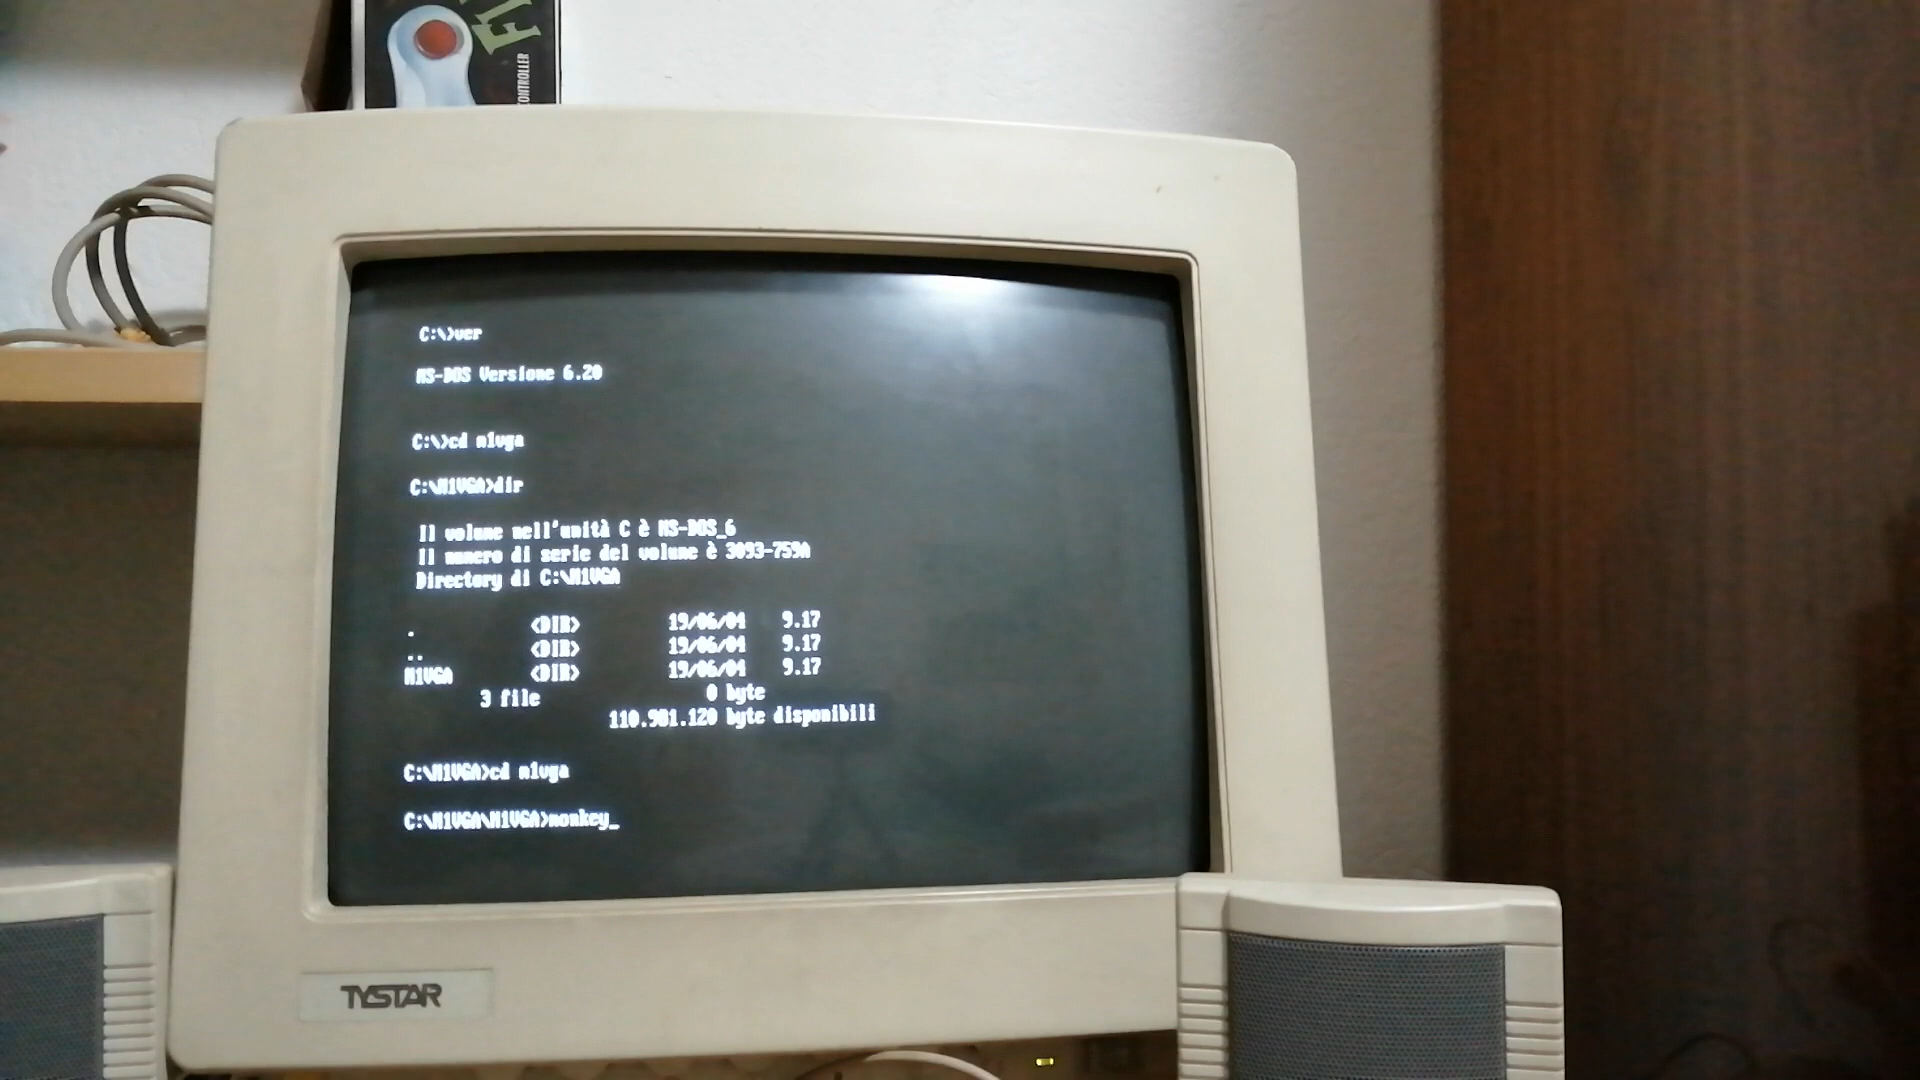 CONTROLLER
C:\>ver
MS-DOS Versione 6.20
C:\>cd m1vga
C:\M1VGA>dir
Il volume nell'unità C è MS-DOS_6
Il numero di serie del volume è 3093-759A
Directory di C:\M1VGA
. <DIR> 19/06/04 9.17
.. <DIR> 19/06/04 9.17
M1VGA <DIR> 19/06/04 9.17
3 file 0 byte
110.981.120 byte disponibili
C:\M1VGA>cd m1vga
C:\M1VGA\M1VGA>monkey_
TYSTAR